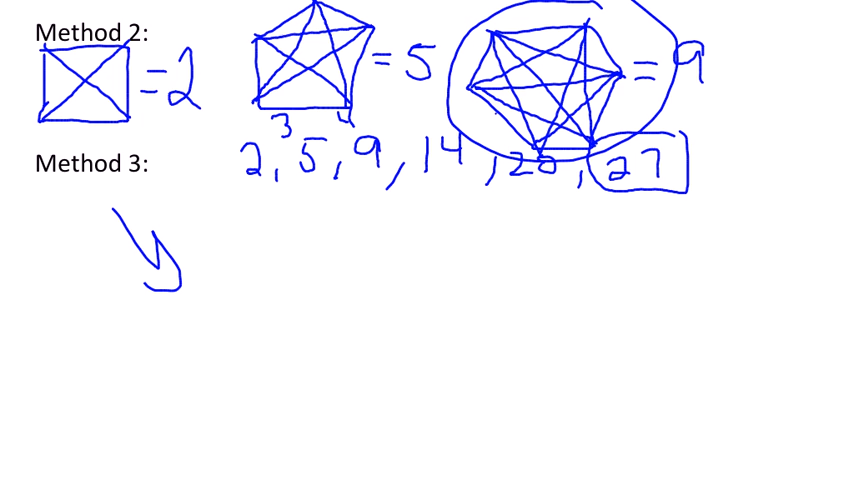 Method 2:
=2
= 5
= 9
3 4
2, 5, 9, 14, 20, 27
Method 3: